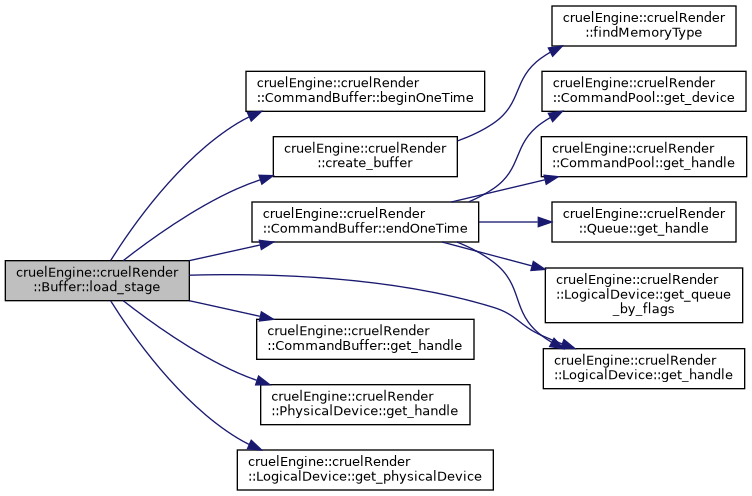 cruelEngine::cruelRender
::Buffer::load_stage
cruelEngine::cruelRender
::CommandBuffer::beginOneTime
cruelEngine::cruelRender
::create_buffer
cruelEngine::cruelRender
::CommandBuffer::endOneTime
cruelEngine::cruelRender
::CommandBuffer::get_handle
cruelEngine::cruelRender
::PhysicalDevice::get_handle
cruelEngine::cruelRender
::LogicalDevice::get_physicalDevice
cruelEngine::cruelRender
::findMemoryType
cruelEngine::cruelRender
::CommandPool::get_device
cruelEngine::cruelRender
::CommandPool::get_handle
cruelEngine::cruelRender
::Queue::get_handle
cruelEngine::cruelRender
::LogicalDevice::get_queue
_by_flags
cruelEngine::cruelRender
::LogicalDevice::get_handle